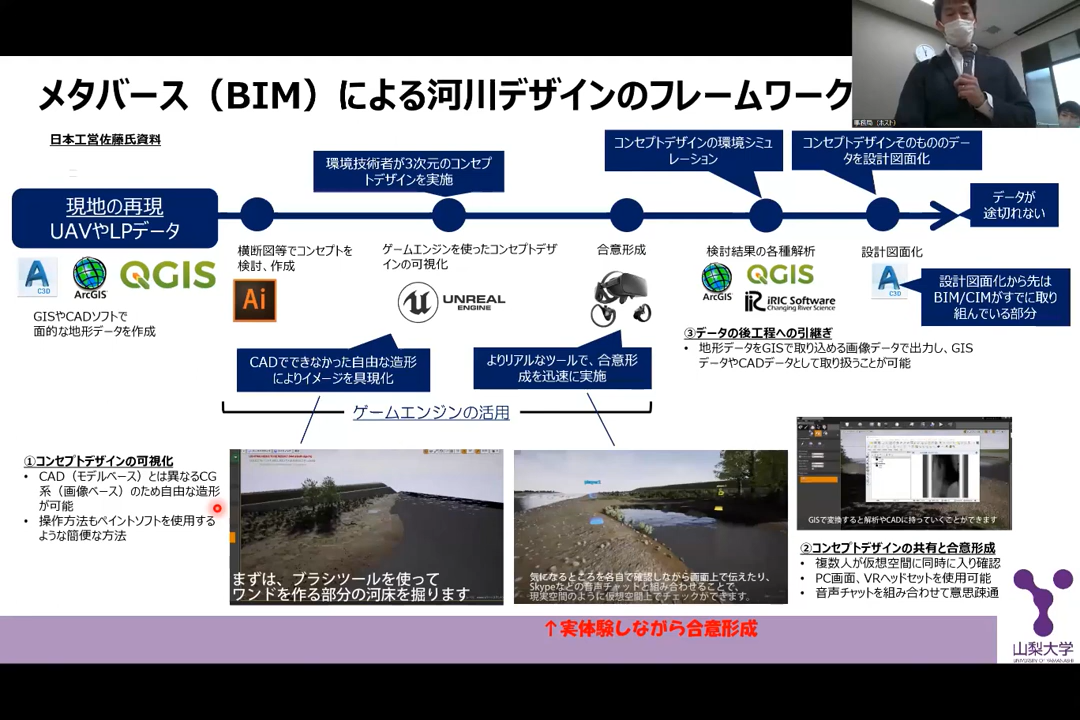 メタバース（BIM）による河川デザインのフレームワーク
事務局（ホスト）
日本工営佐藤氏資料
環境技術者が3次元のコンセ
プトデザインを実施
コンセプトデザインの環境シミュ
レーション
コンセプトデザインそのもののデー
タを設計図面化
現地の再現
UAVやLPデータ
データが
途切れない
横断図等でコンセプトを
検討、作成
ゲームエンジンを使ったコンセプトデザ
インの可視化
合意形成
検討結果の各種解析
設計図面化
A
C3D
ArcGIS
QGIS
Ai
UNREAL
ENGINE
ArcGIS
QGIS
iRIC Software
Changing River Science
A
C3D
設計図面化から先は
BIM/CIMがすでに取り
組んでいる部分
GISやCADソフトで
面的な地形データを作成
③データの後工程への引継ぎ
• 地形データをGISで取り込める画像データで出力し、GIS
データやCADデータとして取り扱うことが可能
CADでできなかった自由な造形
によりイメージを具現化
よりリアルなツールで、合意形
成を迅速に実施
ゲームエンジンの活用
①コンセプトデザインの可視化
• CAD（モデルベース）とは異なるCG
系（画像ベース）のため自由な造形
が可能
• 操作方法もペイントソフトを使用する
ような簡便な方法
まずは、ブラシツールを使って
ワンドを作る部分の河床を掘ります
気になるところを各自で確認しながら画面上で伝えたり、
Skypeなどの音声チャットと組み合わせることで、
現実空間のように仮想空間上でチェックができます。
GISで変換すると解析やCADに持っていくことができます
②コンセプトデザインの共有と合意形成
• 複数人が仮想空間に同時に入り確認
• PC画面、VRヘッドセットを使用可能
• 音声チャットを組み合わせて意思疎通
↑実体験しながら合意形成
山梨大学
UNIVERSITY OF YAMANASHI